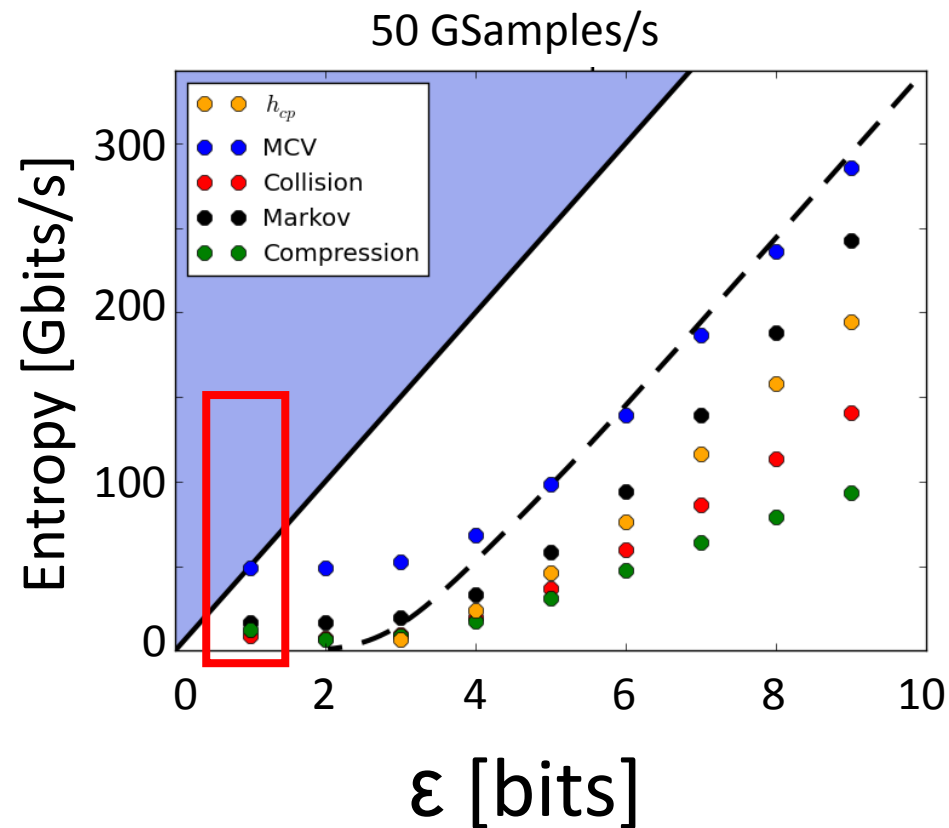 50 GSamples/s
h_cp
MCV
Collision
Markov
Compression
Entropy [Gbits/s]
300
200
100
0
0 2 4 6 8 10
ε [bits]